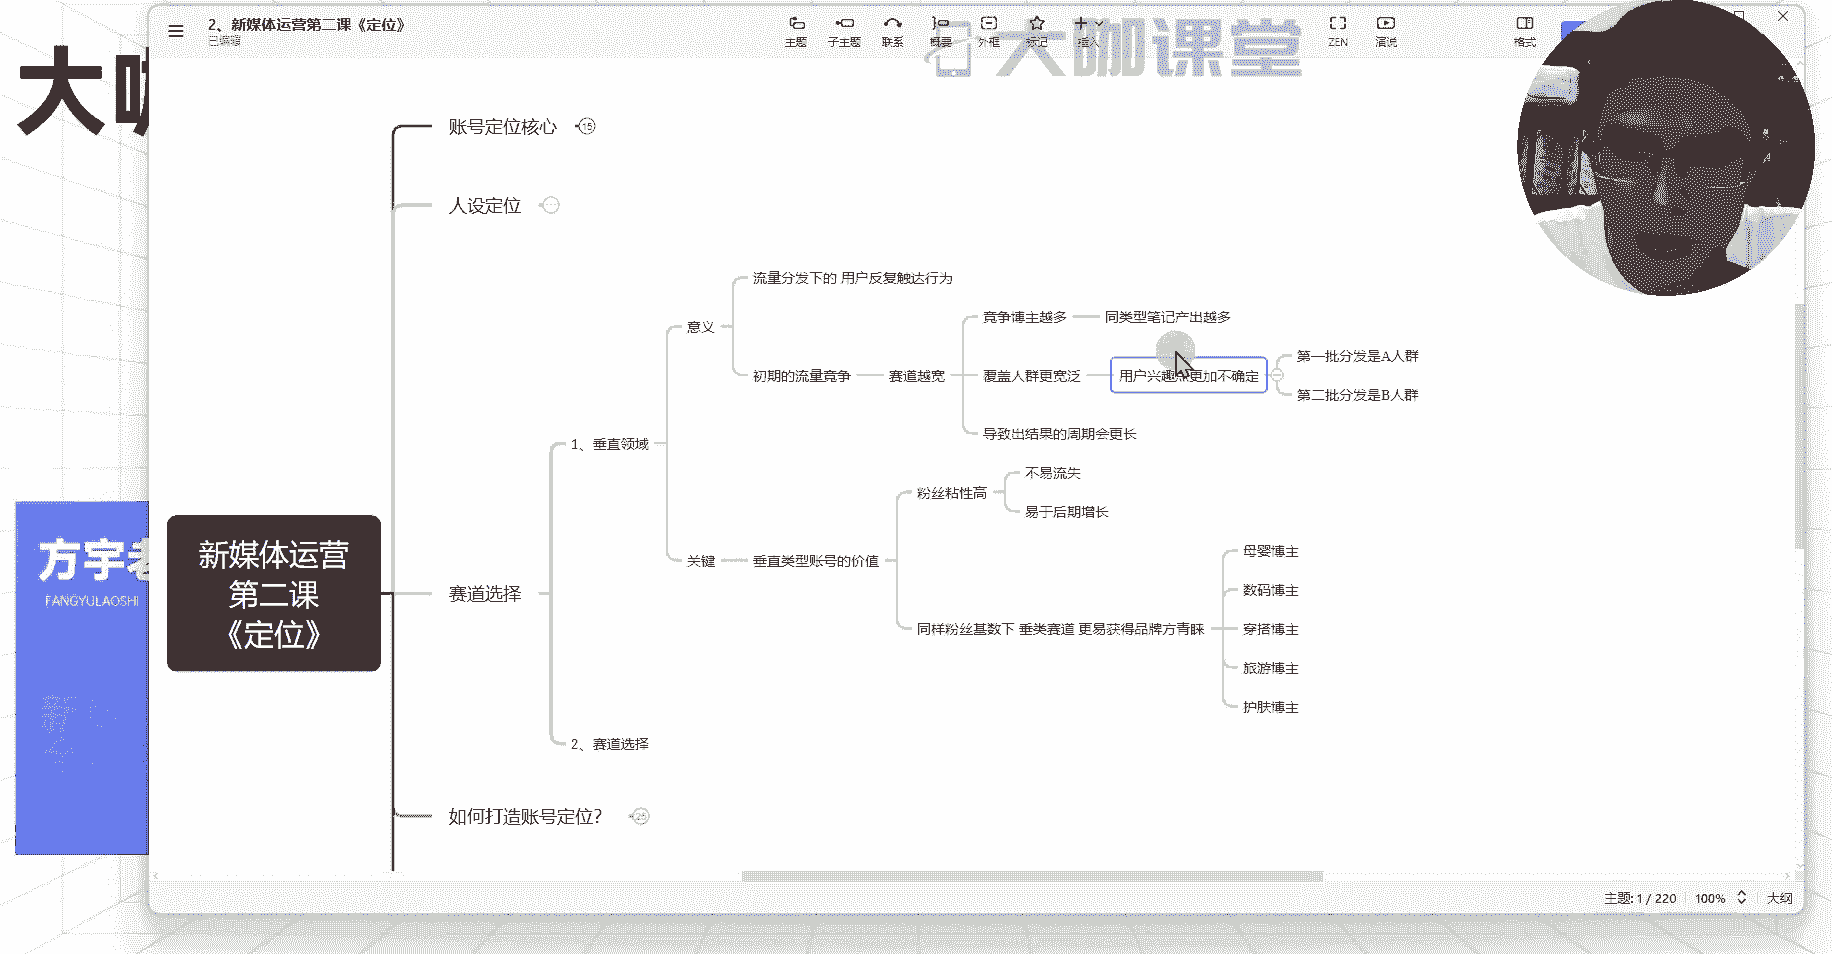 2、新媒体运营第二课《定位》
已编辑
主题
子主题
联系
概要
外框
标记
插入
ZEN
演说
格式
大咖课堂
大
账号定位核心
15
人设定位
流量分发下的 用户反复触达行为
意义
竞争博主越多
同类型笔记产出越多
初期的流量竞争
赛道越宽
覆盖人群更宽泛
用户兴趣点更加不确定
第一批分发是A人群
第二批分发是B人群
导致出结果的周期会更长
1、垂直领域
不易流失
粉丝粘性高
易于后期增长
关键
垂直类型账号的价值
母婴博主
数码博主
同样粉丝基数下 垂类赛道 更易获得品牌方青睐
穿搭博主
旅游博主
护肤博主
新媒体运营
第二课
《定位》
赛道选择
2、赛道选择
如何打造账号定位?
方宇老
FANGYULAOSHI
主题: 1 / 220
100%
大纲